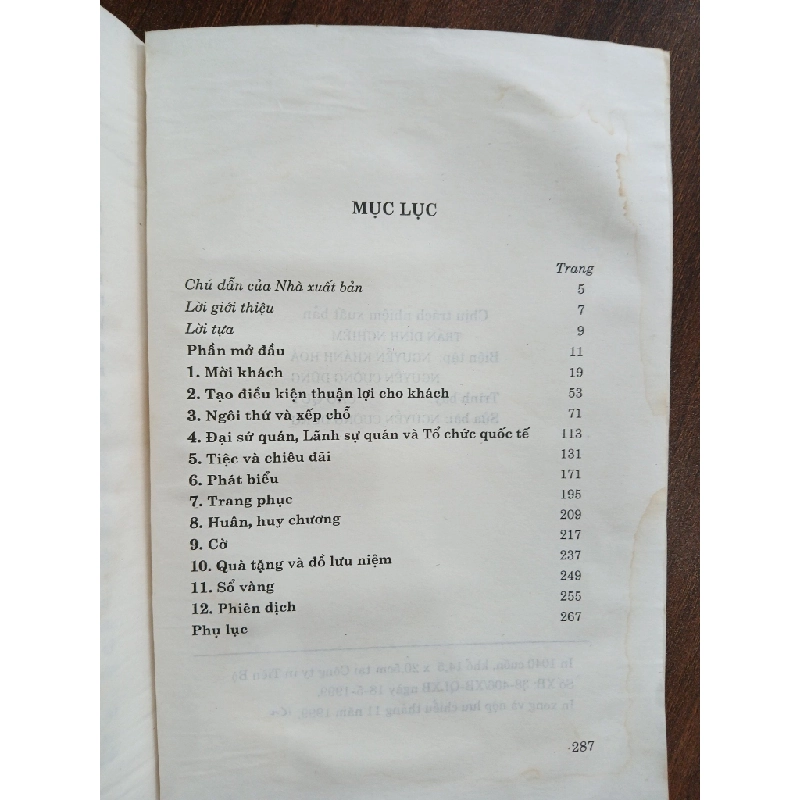 MỤC LỤC
Trang
Chú dẫn của Nhà xuất bản 5
Lời giới thiệu 7
Lời tựa 9
Phần mở đầu 11
1. Mời khách 19
2. Tạo điều kiện thuận lợi cho khách 53
3. Ngôi thứ và xếp chỗ 71
4. Đại sứ quán, Lãnh sự quán và Tổ chức quốc tế 113
5. Tiệc và chiêu đãi 131
6. Phát biểu 171
7. Trang phục 195
8. Huân, huy chương 209
9. Cờ 217
10. Quà tặng và đồ lưu niệm 237
11. Sổ vàng 249
12. Phiên dịch 255
Phụ lục 267
287